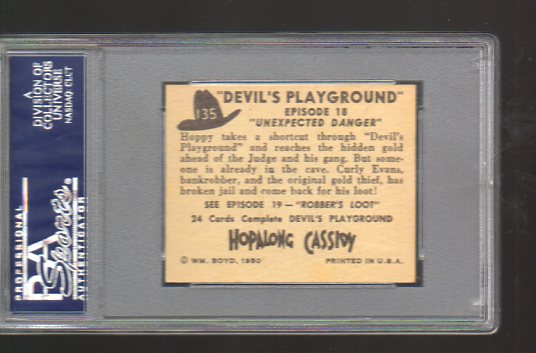 A
DIVISION OF
COLLECTORS
UNIVERSE
NASDAQ CLCT
PROFESSIONAL
PSA
Sports
AUTHENTICATOR
®
135
"DEVIL'S PLAYGROUND"
EPISODE 18
"UNEXPECTED DANGER"
Hoppy takes a shortcut through "Devil's
Playground" and reaches the hidden gold
ahead of the Judge and his gang. But some-
one is already in the cave. Curly Evans,
bankrobber, and the original gold thief, has
broken jail and come back for his loot!
SEE EPISODE 19 — "ROBBER'S LOOT"
24 Cards Complete DEVIL'S PLAYGROUND
HOPALONG CASSIDY
© WM. BOYD, 1950 PRINTED IN U.S.A.